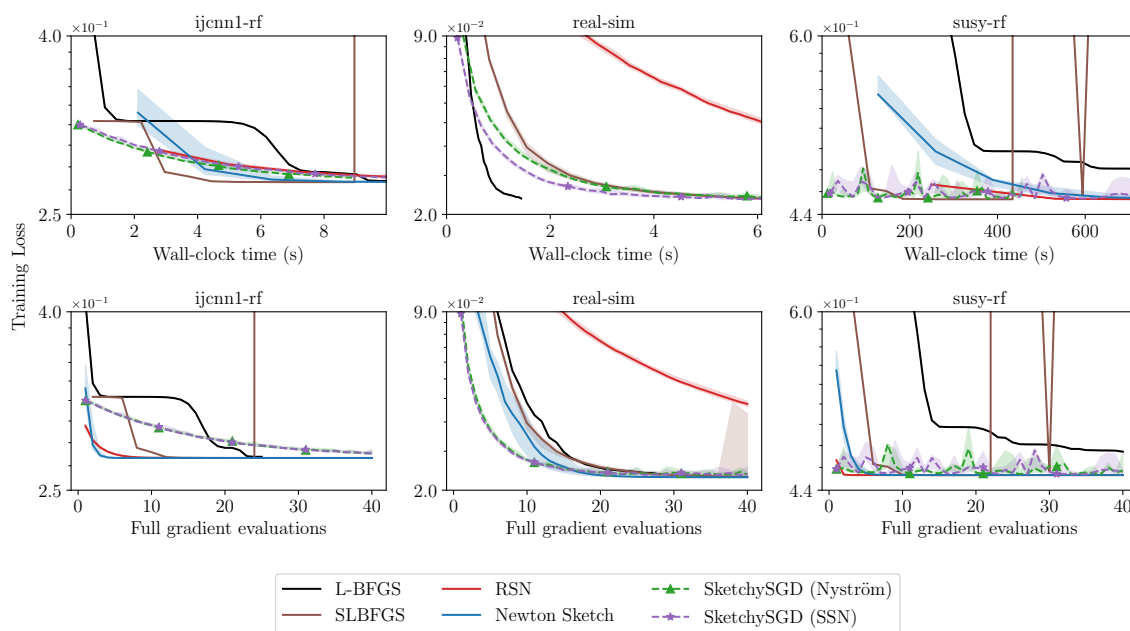 ijcnn1-rf
real-sim
susy-rf
×10⁻¹
×10⁻²
×10⁻¹
4.0
2.5
9.0
2.0
6.0
4.4
0 2 4 6 8
0 2 4 6
0 200 400 600
Wall-clock time (s)
Wall-clock time (s)
Wall-clock time (s)
Training Loss
ijcnn1-rf
real-sim
susy-rf
×10⁻¹
×10⁻²
×10⁻¹
4.0
2.5
9.0
2.0
6.0
4.4
0 10 20 30 40
0 10 20 30 40
0 10 20 30 40
Full gradient evaluations
Full gradient evaluations
Full gradient evaluations
L-BFGS
SLBFGS
RSN
Newton Sketch
SketchySGD (Nyström)
SketchySGD (SSN)